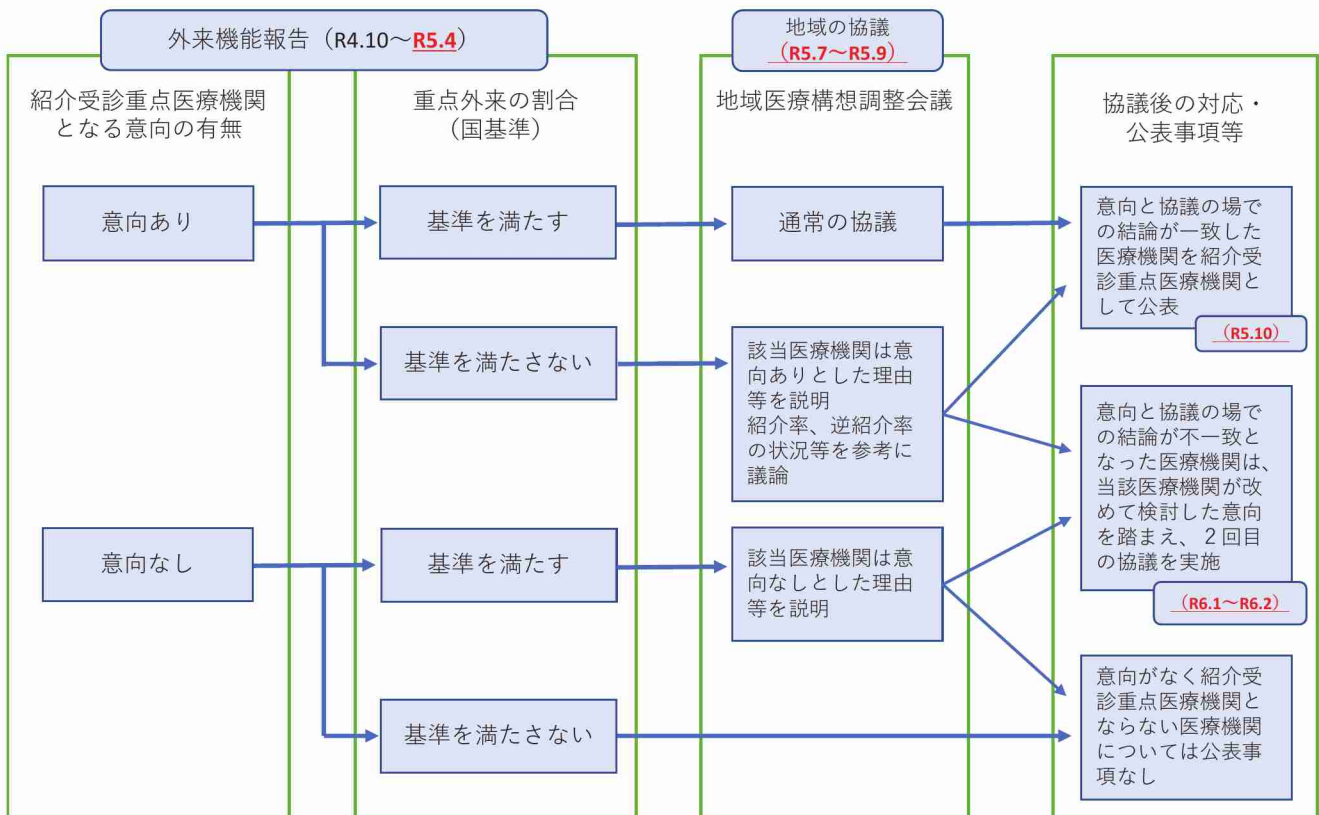 外来機能報告（R4.10～R5.4）
地域の協議
（R5.7～R5.9）
紹介受診重点医療機関
となる意向の有無
重点外来の割合
（国基準）
地域医療構想調整会議
協議後の対応・
公表事項等
意向あり
基準を満たす
通常の協議
意向と協議の場で
の結論が一致した
医療機関を紹介受
診重点医療機関と
して公表
（R5.10）
基準を満たさない
該当医療機関は意
向ありとした理由
等を説明
紹介率、逆紹介率
の状況等を参考に
議論
意向と協議の場で
の結論が不一致と
なった医療機関は、
当該医療機関が改
めて検討した意向
を踏まえ、２回目
の協議を実施
（R6.1～R6.2）
意向なし
基準を満たす
該当医療機関は
意向なしとした理由
等を説明
基準を満たさない
意向がなく紹介受
診重点医療機関と
ならない医療機関
については公表事
項なし